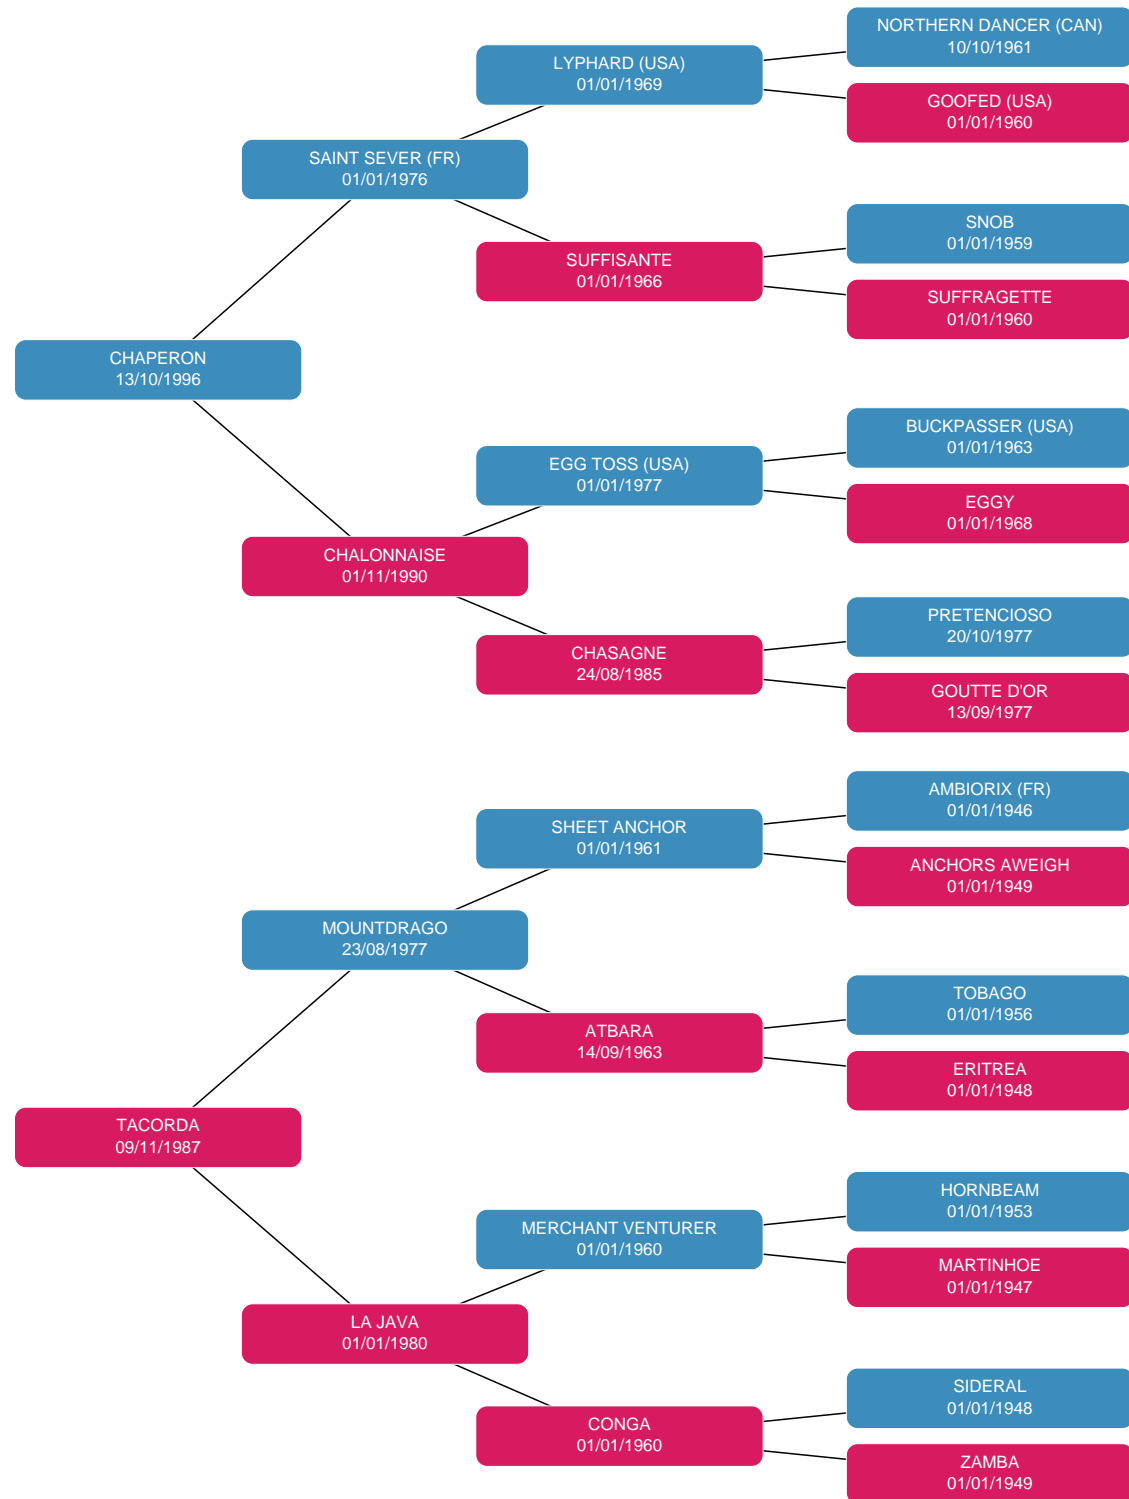 NORTHERN DANCER (CAN)
10/10/1961
LYPHARD (USA)
01/01/1969
GOOFED (USA)
01/01/1960
SAINT SEVER (FR)
01/01/1976
SNOB
01/01/1959
SUFFISANTE
01/01/1966
SUFFRAGETTE
01/01/1960
CHAPERON
13/10/1996
BUCKPASSER (USA)
01/01/1963
EGG TOSS (USA)
01/01/1977
EGGY
01/01/1968
CHALONNAISE
01/11/1990
PRETENCIOSO
20/10/1977
CHASAGNE
24/08/1985
GOUTTE D'OR
13/09/1977
AMBIORIX (FR)
01/01/1946
SHEET ANCHOR
01/01/1961
ANCHORS AWEIGH
01/01/1949
MOUNTDRAGO
23/08/1977
TOBAGO
01/01/1956
ATBARA
14/09/1963
ERITREA
01/01/1948
TACORDA
09/11/1987
HORNBEAM
01/01/1953
MERCHANT VENTURER
01/01/1960
MARTINHOE
01/01/1947
LA JAVA
01/01/1980
SIDERAL
01/01/1948
CONGA
01/01/1960
ZAMBA
01/01/1949